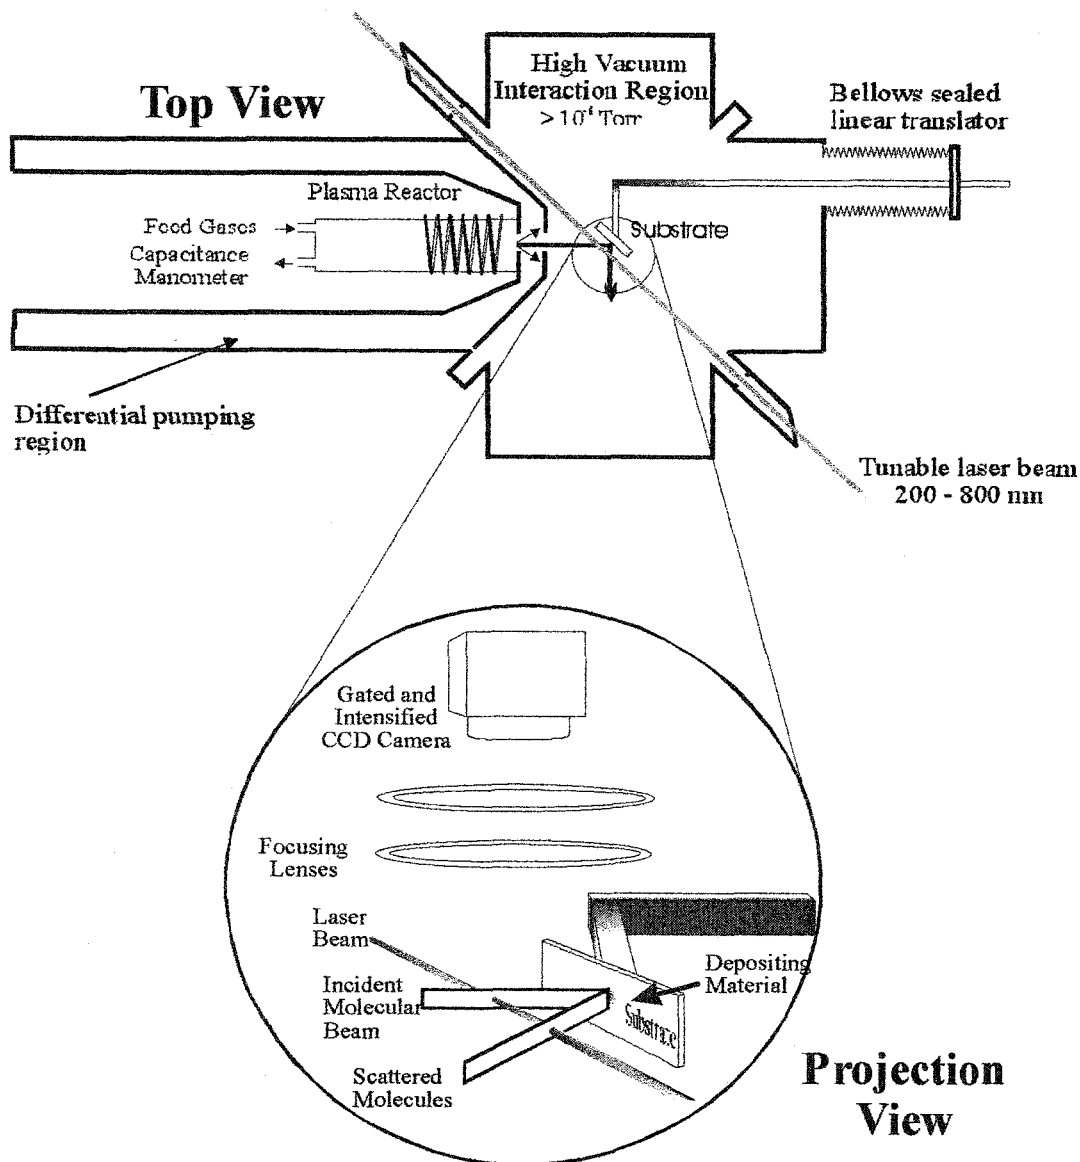 Top View
High Vacuum
Interaction Region
Bellows sealed
linear translator
Plasma Reactor
Feed Gases
Capacitance
Manometer
Substrate
Differential pumping
region
Tunable laser beam
200 - 800 nm
Gated and
Intensified
CCD Camera
Focusing
Lenses
Laser
Beam
Incident
Molecular
Beam
Depositing
Material
Substrate
Scattered
Molecules
Projection
View